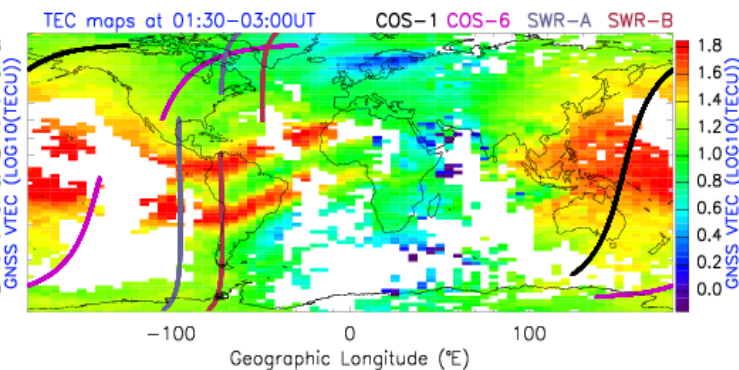 TEC maps at 01:30-03:00UT COS-1 COS-6 SWR-A SWR-B
GNSS VTEC (LOG10(TECU))
1.8
1.6
1.4
1.2
1.0
0.8
0.6
0.4
0.2
0.0
GNSS VTEC (LOG10(TECU))
-100 0 100
Geographic Longitude (°E)